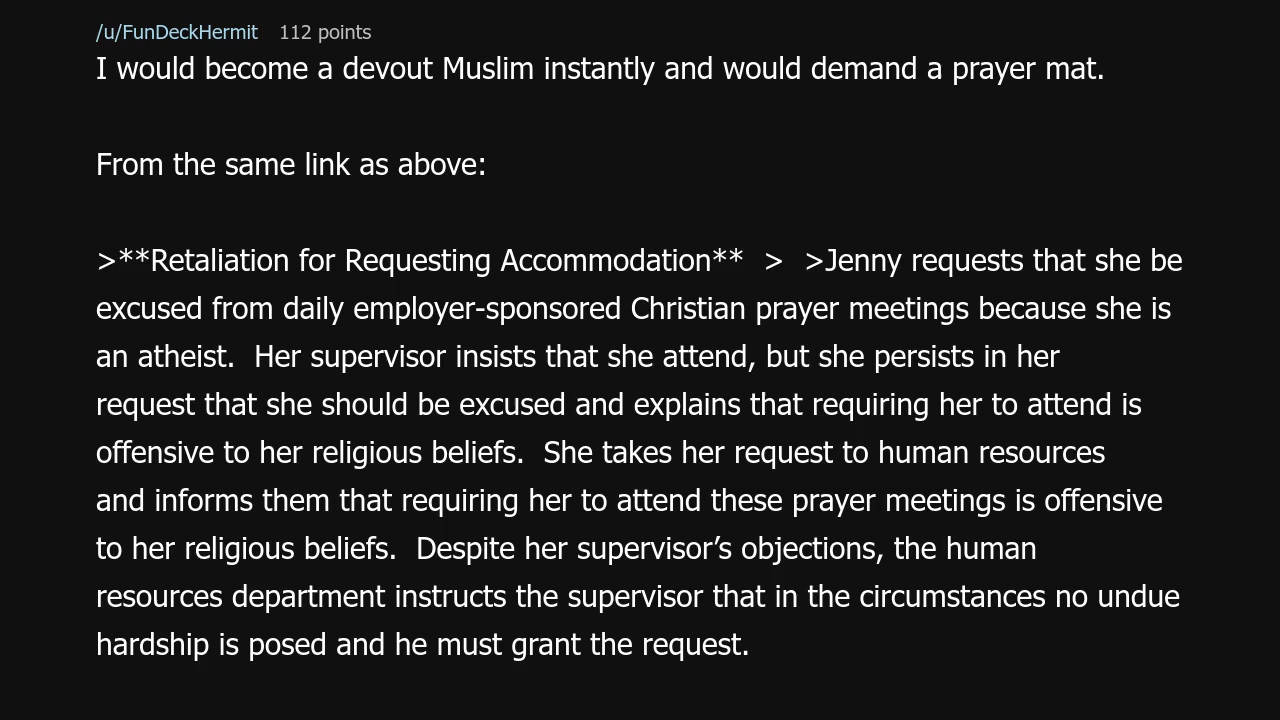 /u/FunDeckHermit 112 points
I would become a devout Muslim instantly and would demand a prayer mat.
From the same link as above:
>**Retaliation for Requesting Accommodation**  >  >Jenny requests that she be
excused from daily employer-sponsored Christian prayer meetings because she is
an atheist.  Her supervisor insists that she attend, but she persists in her
request that she should be excused and explains that requiring her to attend is
offensive to her religious beliefs.  She takes her request to human resources
and informs them that requiring her to attend these prayer meetings is offensive
to her religious beliefs.  Despite her supervisor’s objections, the human
resources department instructs the supervisor that in the circumstances no undue
hardship is posed and he must grant the request.